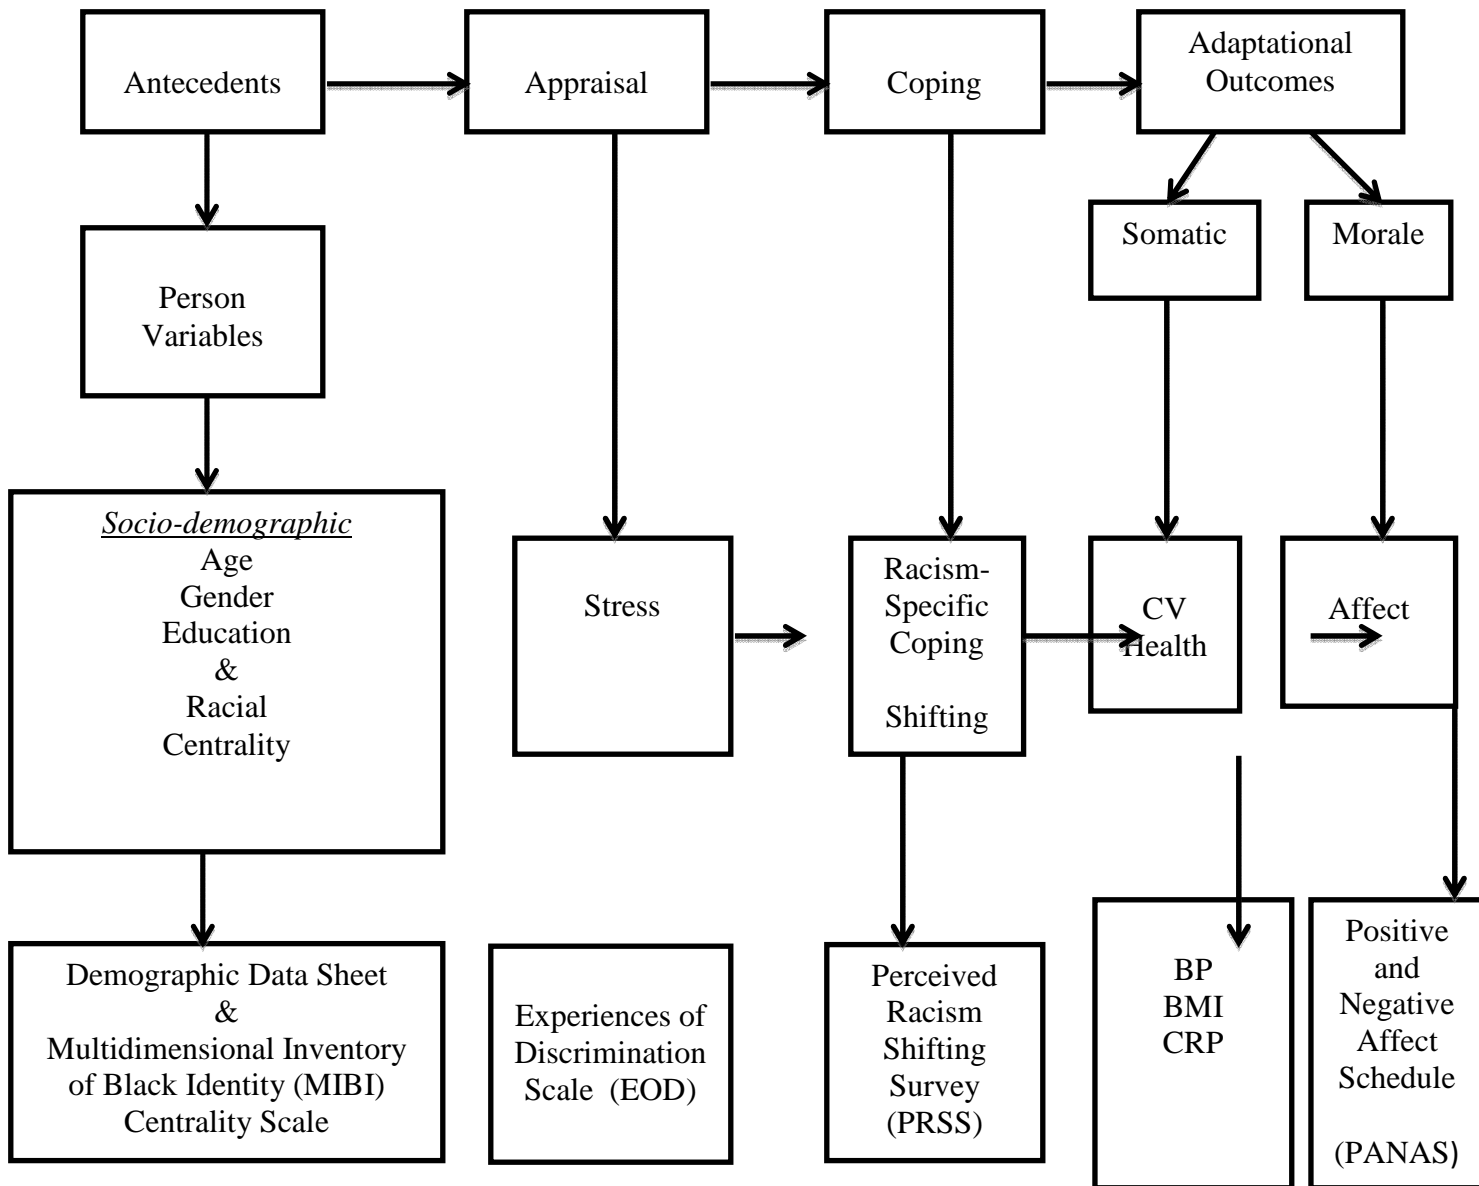 Antecedents
Appraisal
Coping
Adaptational
Outcomes
Somatic
Morale
Person
Variables
Socio-demographic
Age
Gender
Education
&
Racial
Centrality
Stress
Racism-
Specific
Coping
Shifting
CV
Health
Affect
Demographic Data Sheet
&
Multidimensional Inventory
of Black Identity (MIBI)
Centrality Scale
Experiences of
Discrimination
Scale (EOD)
Perceived
Racism
Shifting
Survey
(PRSS)
BP
BMI
CRP
Positive
and
Negative
Affect
Schedule
(PANAS)